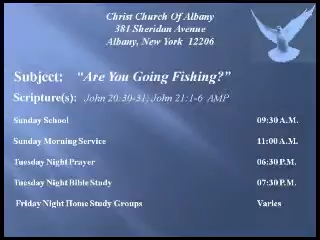 Christ Church Of Albany
381 Sheridan Avenue
Albany, New York 12206
Subject: "Are You Going Fishing?"
Scripture(s): John 20:30-31; John 21:1-6 AMP
Sunday School 09:30 A.M.
Sunday Morning Service 11:00 A.M.
Tuesday Night Prayer 06:30 P.M.
Tuesday Night Bible Study 07:30 P.M.
Friday Night Home Study Groups Varies